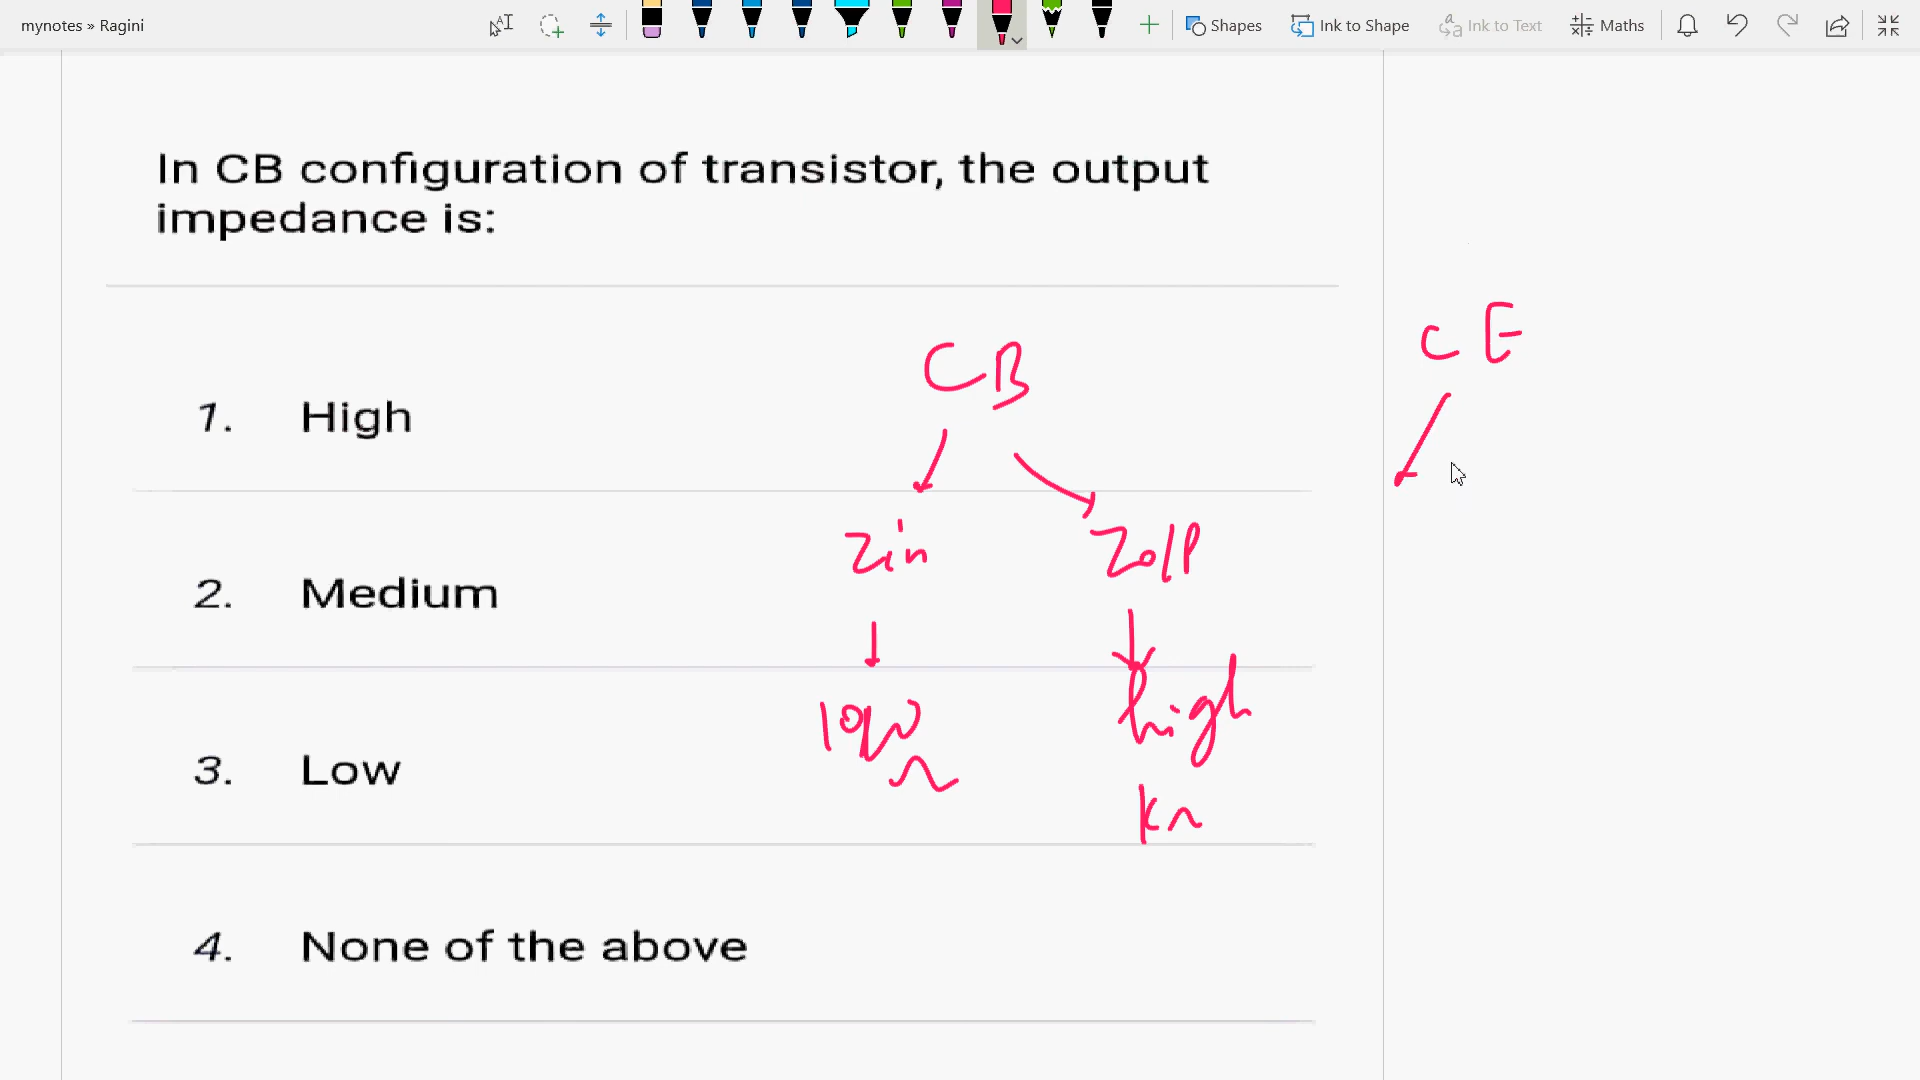 mynotes » Ragini
Shapes
Ink to Shape
Ink to Text
Maths
In CB configuration of transistor, the output
impedance is:
1. High
2. Medium
3. Low
4. None of the above
CB
Zin
Zo/P
low
Ω
high
kΩ
CE